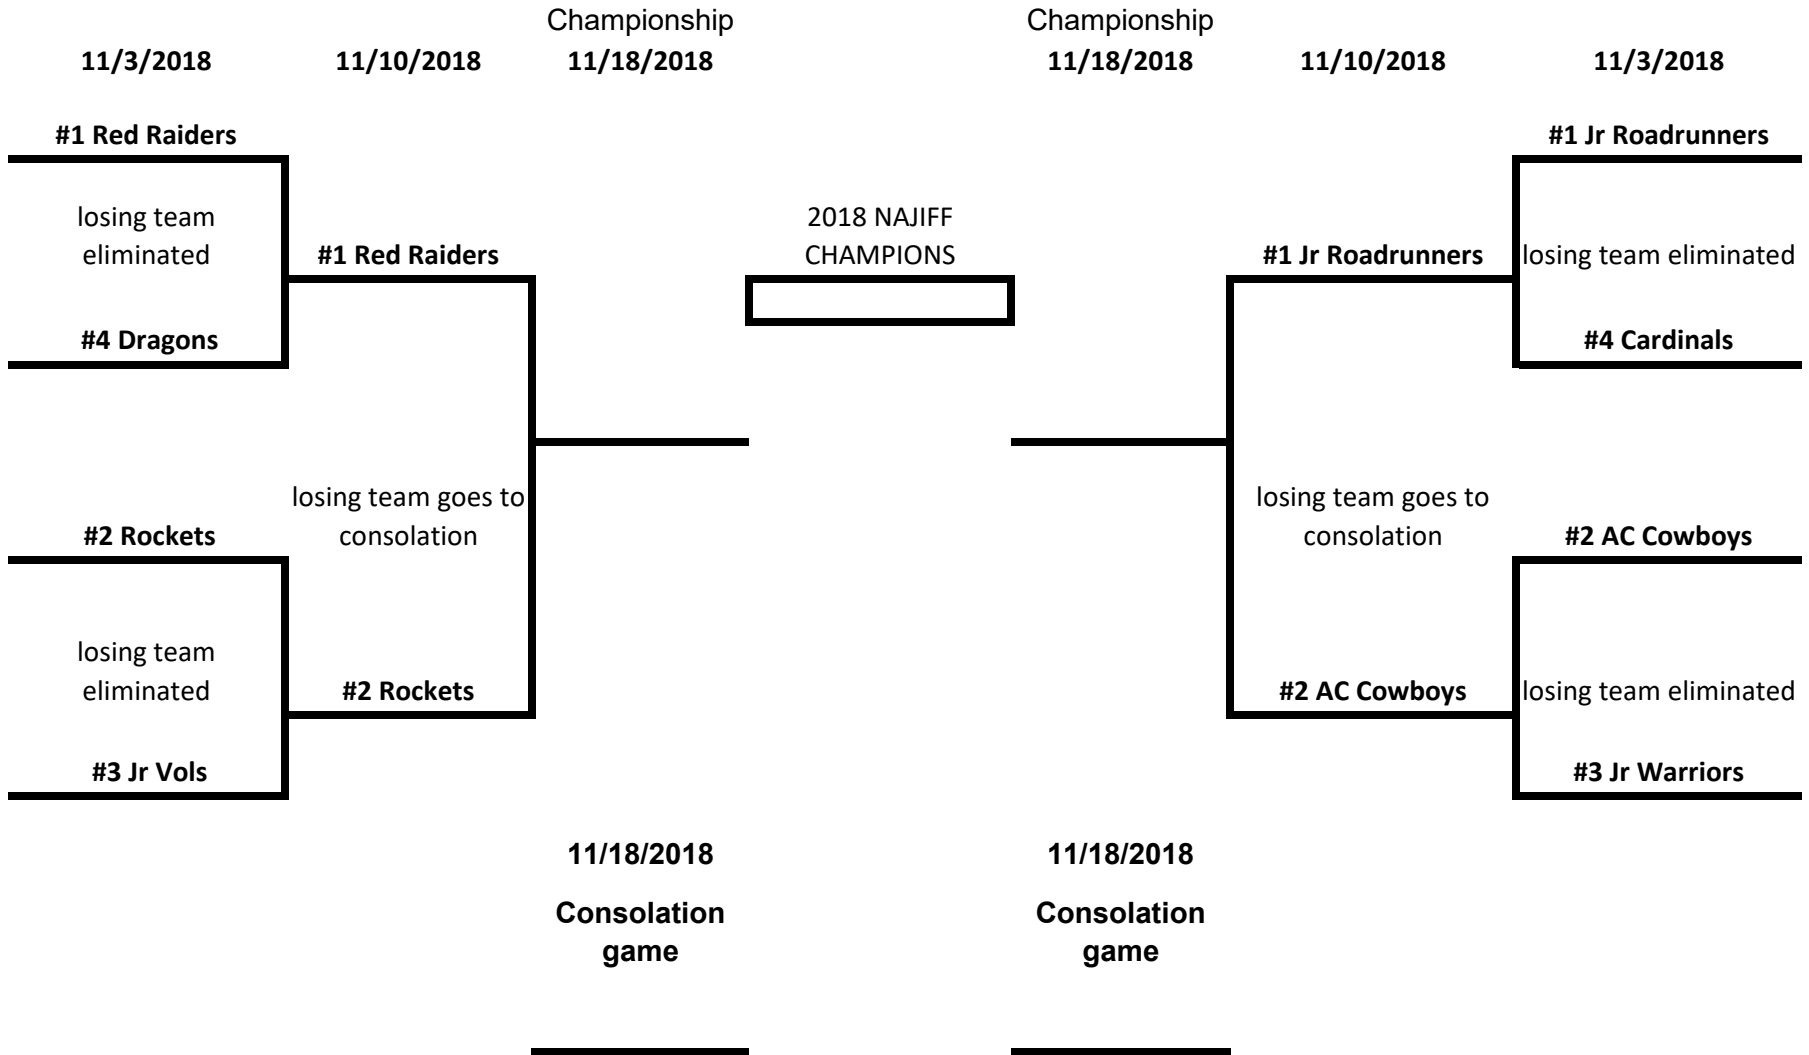 Championship
Championship
11/3/2018
11/10/2018
11/18/2018
11/18/2018
11/10/2018
11/3/2018
#1 Red Raiders
#1 Jr Roadrunners
losing team
eliminated
#1 Red Raiders
2018 NAJIFF
CHAMPIONS
#1 Jr Roadrunners
losing team eliminated
#4 Dragons
#4 Cardinals
losing team goes to
consolation
losing team goes to
consolation
#2 Rockets
#2 AC Cowboys
losing team
eliminated
#2 Rockets
#2 AC Cowboys
losing team eliminated
#3 Jr Vols
#3 Jr Warriors
11/18/2018
11/18/2018
Consolation
game
Consolation
game